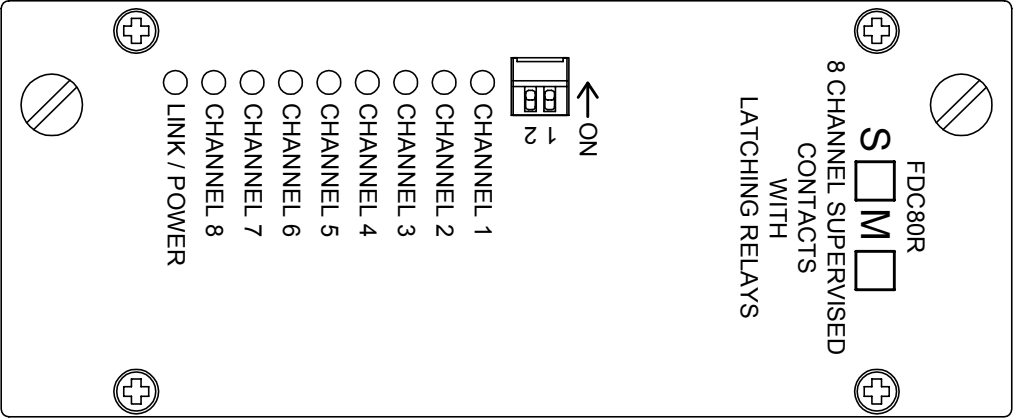 FDC80R
S M
8 CHANNEL SUPERVISED
CONTACTS
WITH
LATCHING RELAYS
ON
1 2
CHANNEL 1
CHANNEL 2
CHANNEL 3
CHANNEL 4
CHANNEL 5
CHANNEL 6
CHANNEL 7
CHANNEL 8
LINK / POWER